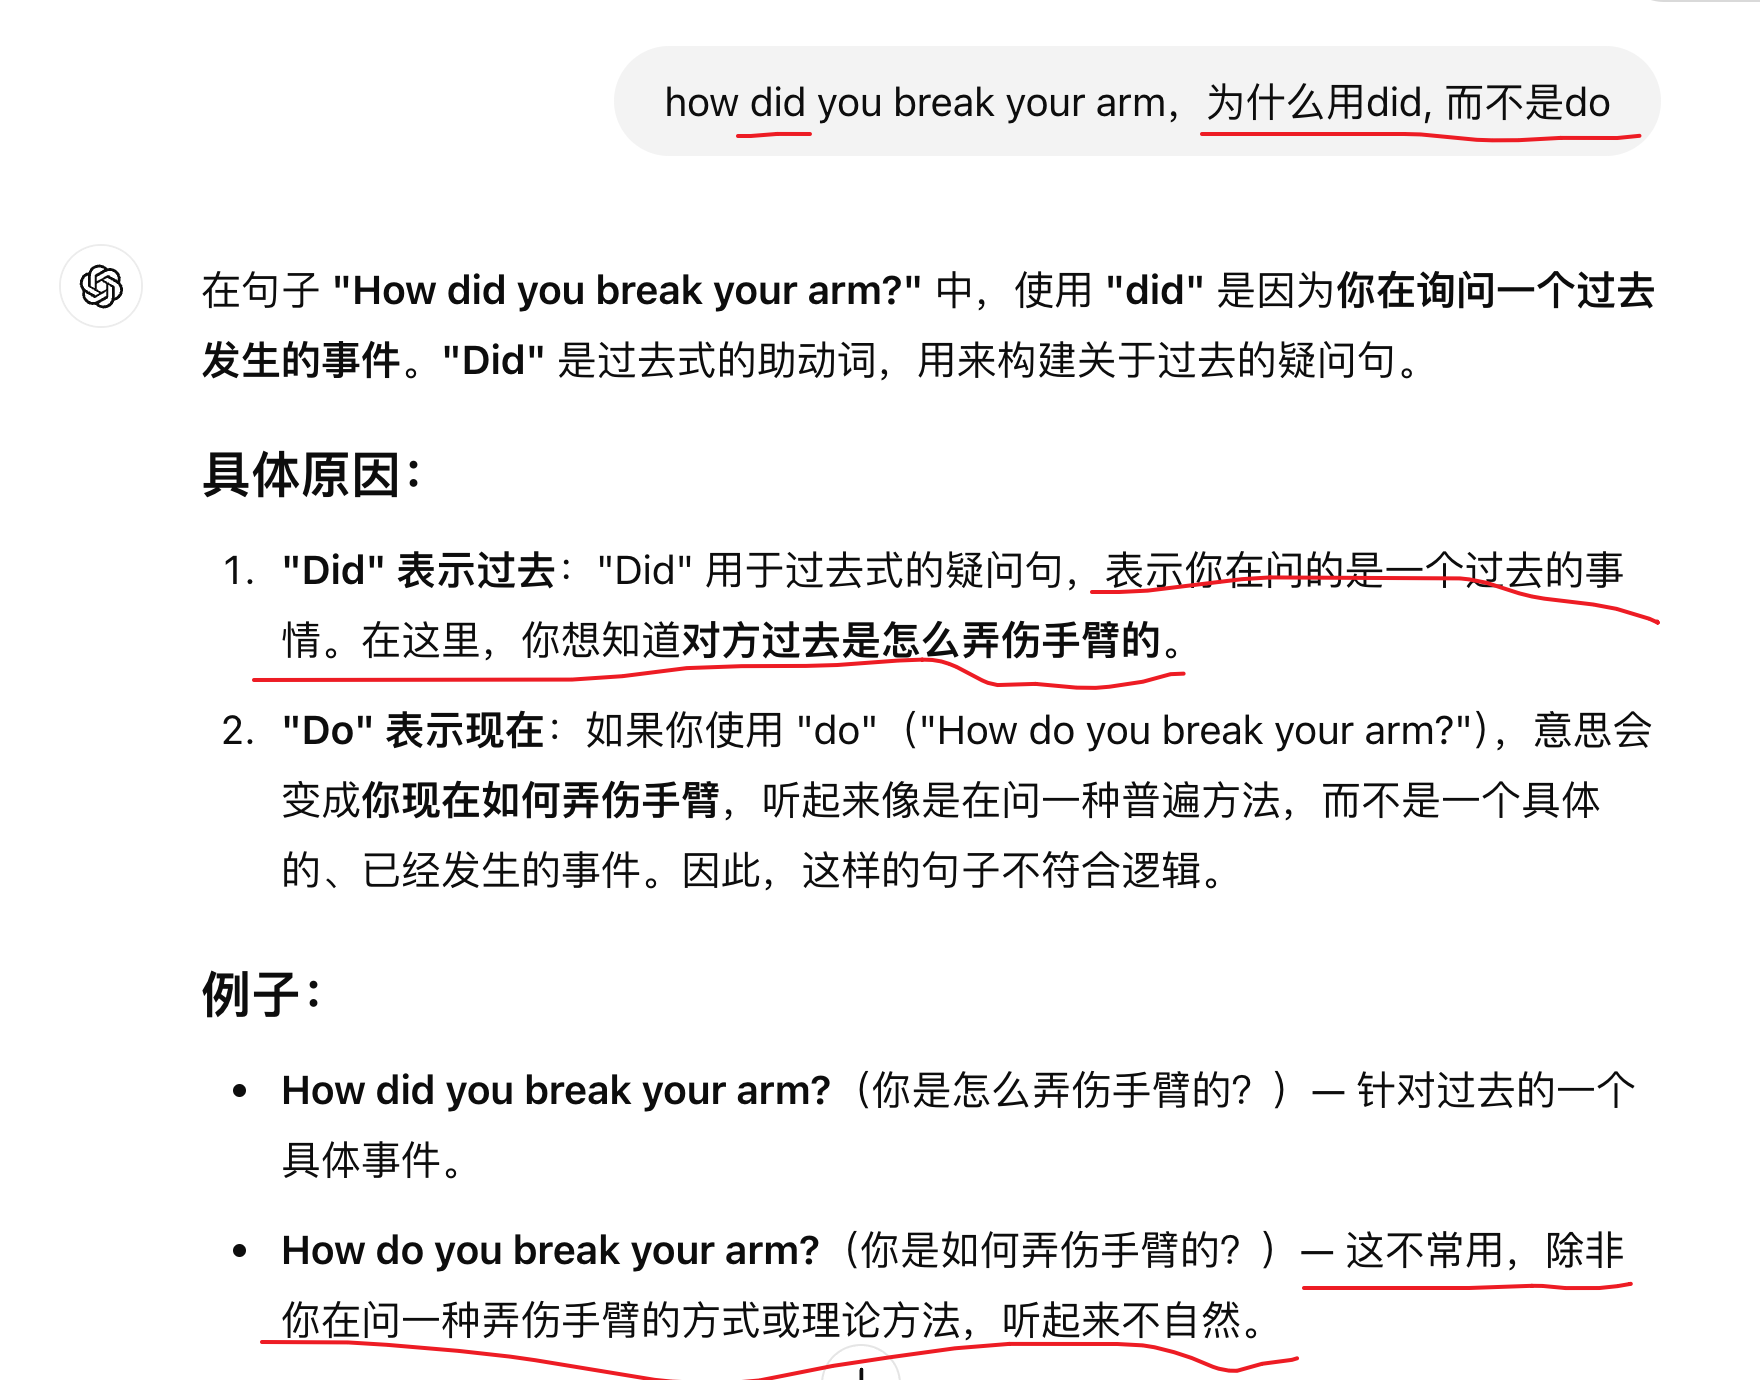 how did you break your arm，为什么用did, 而不是do
在句子 "How did you break your arm?" 中，使用 "did" 是因为你在询问一个过去
发生的事件。"Did" 是过去式的助动词，用来构建关于过去的疑问句。
具体原因：
1. "Did" 表示过去："Did" 用于过去式的疑问句，表示你在问的是一个过去的事
情。在这里，你想知道对方过去是怎么弄伤手臂的。
2. "Do" 表示现在：如果你使用 "do"（"How do you break your arm?"），意思会
变成你现在如何弄伤手臂，听起来像是在问一种普遍方法，而不是一个具体
的、已经发生的事件。因此，这样的句子不符合逻辑。
例子：
• How did you break your arm?（你是怎么弄伤手臂的？）— 针对过去的一个
具体事件。
• How do you break your arm?（你是如何弄伤手臂的？）— 这不常用，除非
你在问一种弄伤手臂的方式或理论方法，听起来不自然。